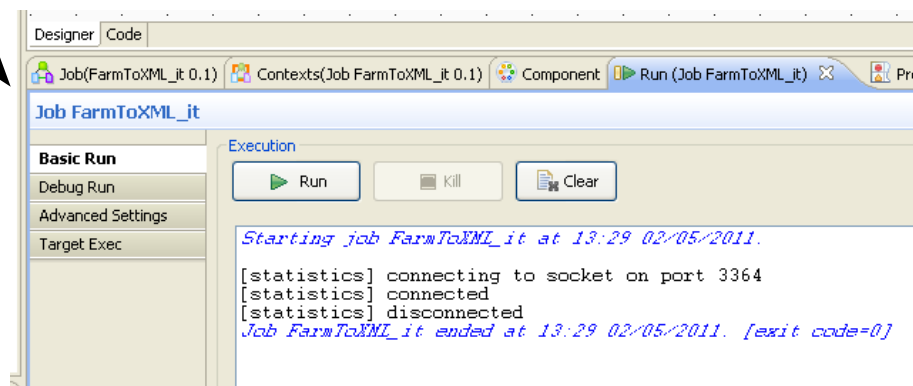 Designer Code
Job(FarmToXML_it 0.1) Contexts(Job FarmToXML_it 0.1) Component Run (Job FarmToXML_it) Pr
Job FarmToXML_it
Execution
Basic Run
Debug Run
Advanced Settings
Target Exec
Run Kill Clear
Starting job FarmToXML_it at 13:29 02/05/2011.
[statistics] connecting to socket on port 3364
[statistics] connected
[statistics] disconnected
Job FarmToXML_it ended at 13:29 02/05/2011. [exit code=0]